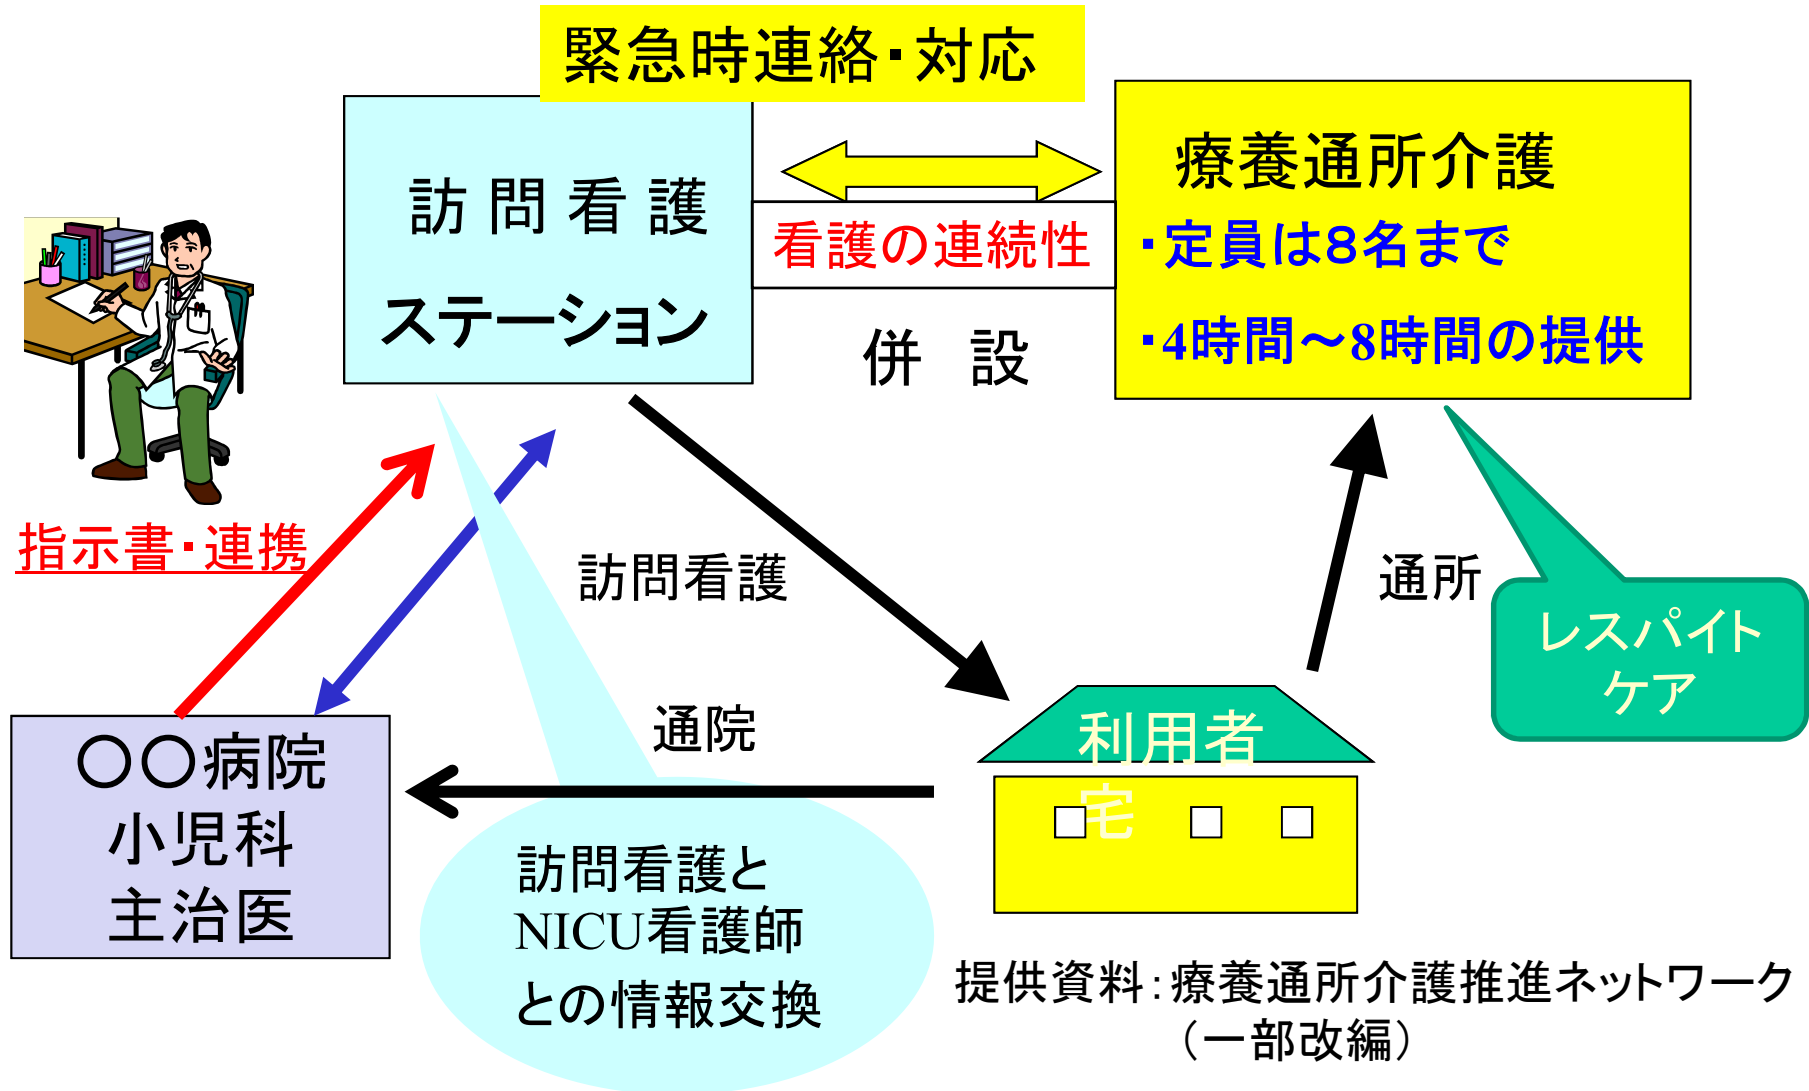 緊急時連絡・対応
訪問看護
ステーション
看護の連続性
併設
療養通所介護
・定員は8名まで
・4時間～8時間の提供
指示書・連携
訪問看護
通所
レスパイト
ケア
通院
〇〇病院
小児科
主治医
利用者
宅
訪問看護と
NICU看護師
との情報交換
提供資料：療養通所介護推進ネットワーク
（一部改編）